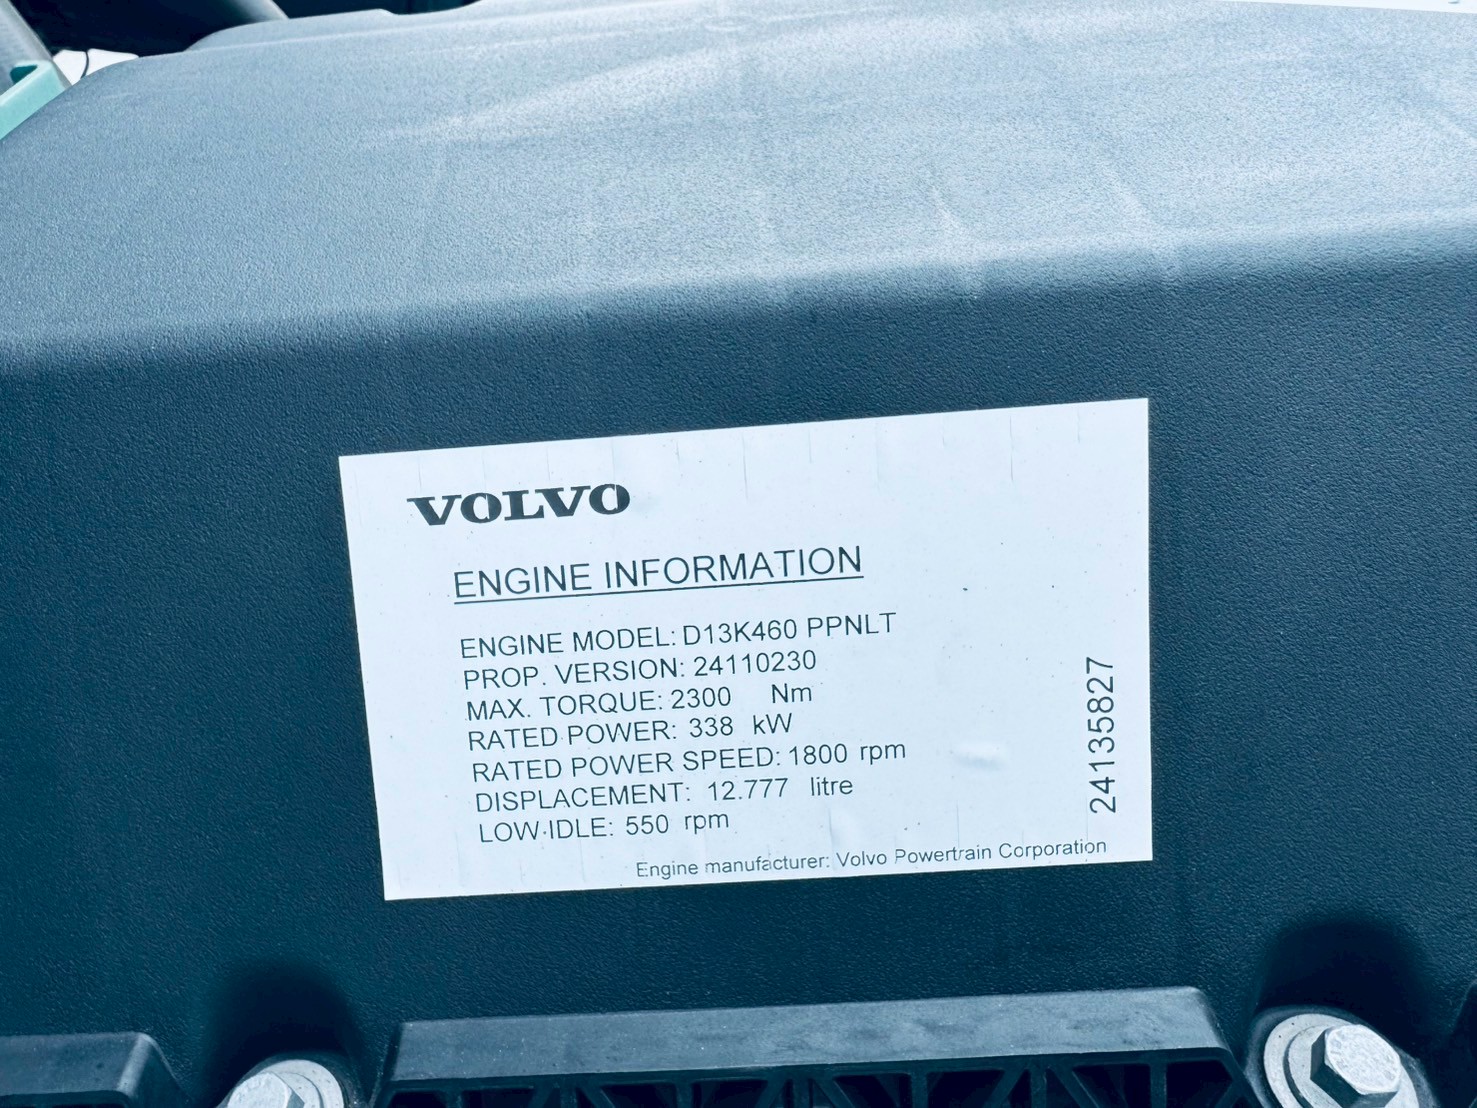 VOLVO
ENGINE INFORMATION
ENGINE MODEL: D13K460 PPNLT
PROP. VERSION: 24110230
MAX. TORQUE: 2300 Nm
RATED POWER: 338 kW
RATED POWER SPEED: 1800 rpm
DISPLACEMENT: 12.777 litre
LOW IDLE: 550 rpm
Engine manufacturer: Volvo Powertrain Corporation
24135827